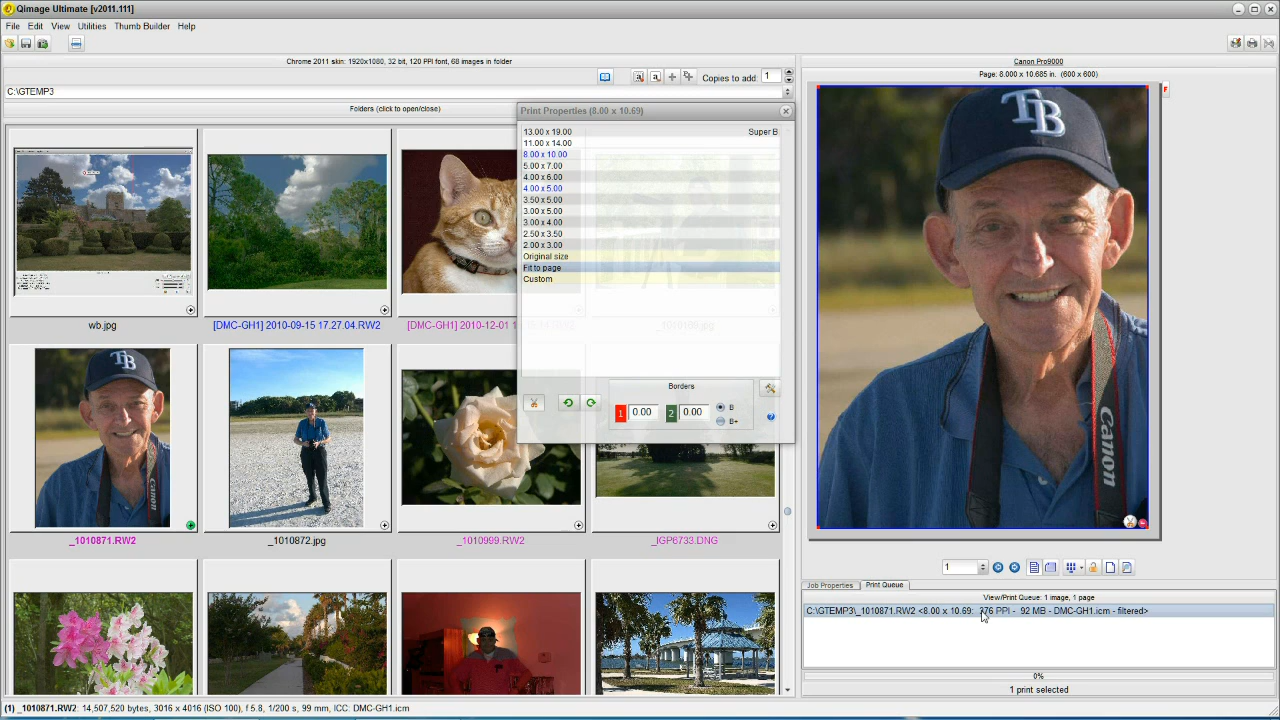 Qimage Ultimate [v2011.111]
File Edit View Utilities Thumb Builder Help
Chrome 2011 skin: 1920x1080, 32 bit, 120 PPI font, 68 images in folder
Copies to add: 1
C:\GTEMP3
Folders (click to open/close)
Canon Pro9000
Page: 8.000 x 10.685 in. (600 x 600)
F
Print Properties (8.00 x 10.69)
13.00 x 19.00 Super B
11.00 x 14.00
8.00 x 10.00
5.00 x 7.00
4.00 x 6.00
4.00 x 5.00
3.50 x 5.00
3.00 x 5.00
3.00 x 4.00
2.50 x 3.50
2.00 x 3.00
Original size
Fit to page
Custom
Borders
1 0.00 2 0.00 B
B+
wb.jpg
[DMC-GH1] 2010-09-15 17.27.04.RW2
[DMC-GH1] 2010-12-01
TB
Canon
_1010871.RW2
_1010872.jpg
_1010999.RW2
_IGP6733.DNG
TB
Canon
1
Job Properties Print Queue
View/Print Queue: 1 image, 1 page
C:\GTEMP3\_1010871.RW2 <8.00 x 10.69: 376 PPI - 92 MB - DMC-GH1.icm - filtered>
0%
1 print selected
(1) _1010871.RW2: 14,507,520 bytes, 3016 x 4016 (ISO 100), f 5.8, 1/200 s, 99 mm, ICC: DMC-GH1.icm